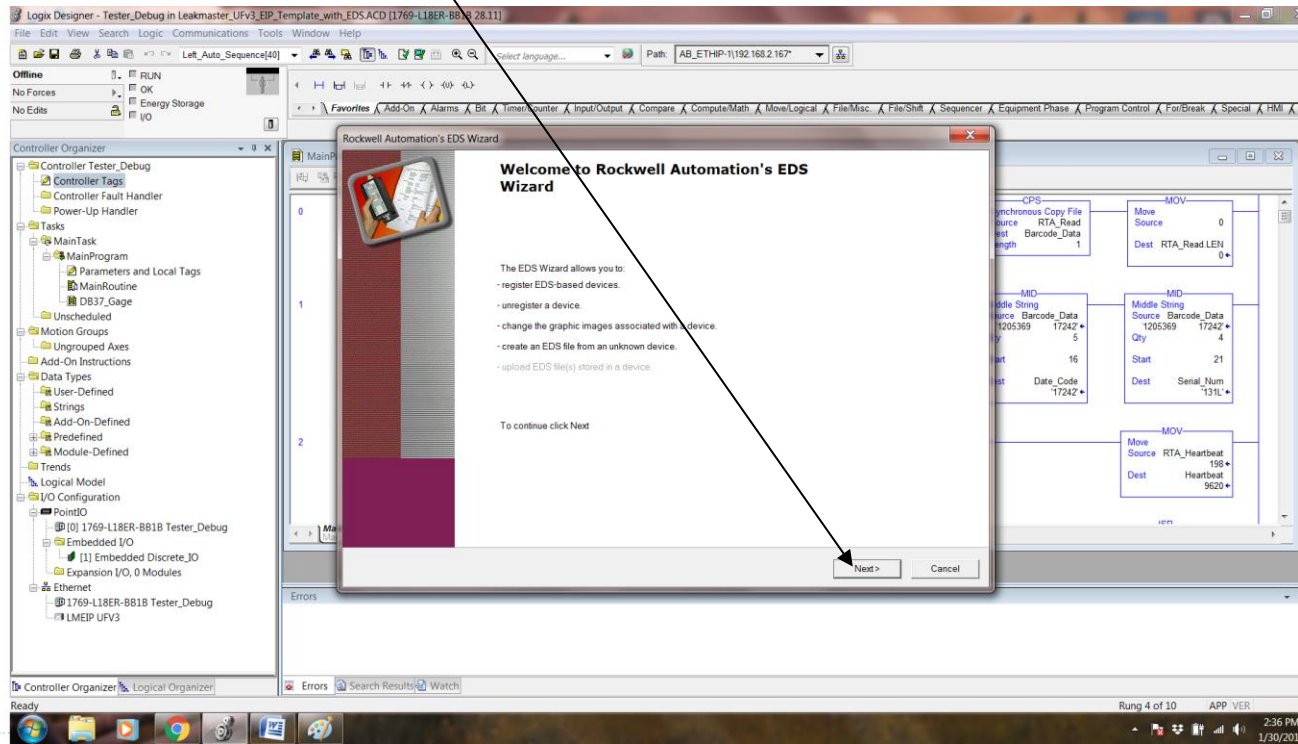 Logix Designer - Tester_Debug in Leakmaster_UFv3_EIP_Template_with_EDS.ACD [1769-L18ER-BB1B 28.11]
File Edit View Search Logic Communications Tools Window Help
Left_Auto_Sequence[40]
Select language...
Path: AB_ETHIP-1\192.168.2.167*
Offline
RUN
No Forces
OK
Energy Storage
No Edits
I/O
Favorites Add-On Alarms Bit Timer/Counter Input/Output Compare Compute/Math Move/Logical File/Misc. File/Shift Sequencer Equipment Phase Program Control For/Break Special HMI
Controller Organizer
Controller Tester_Debug
Controller Tags
Controller Fault Handler
Power-Up Handler
Tasks
MainTask
MainProgram
Parameters and Local Tags
MainRoutine
DB37_Gage
Unscheduled
Motion Groups
Ungrouped Axes
Add-On Instructions
Data Types
User-Defined
Strings
Add-On-Defined
Predefined
Module-Defined
Trends
Logical Model
I/O Configuration
PointIO
[0] 1769-L18ER-BB1B Tester_Debug
Embedded I/O
[1] Embedded Discrete_IO
Expansion I/O, 0 Modules
Ethernet
1769-L18ER-BB1B Tester_Debug
LMEIP UFV3
Controller Organizer Logical Organizer
MainP
0
1
2
Rockwell Automation's EDS Wizard
Welcome to Rockwell Automation's EDS
Wizard
The EDS Wizard allows you to:
- register EDS-based devices.
- unregister a device.
- change the graphic images associated with a device.
- create an EDS file from an unknown device.
- upload EDS file(s) stored in a device.
To continue click Next
Next >
Cancel
CPS
ynchronous Copy File
ource RTA_Read
est Barcode_Data
ength 1
MOV
Move
Source 0
Dest RTA_Read.LEN
0
MID
iddle String
ource Barcode_Data
'1205369 17242'
y 5
art 16
est Date_Code
'17242'
MID
Middle String
Source Barcode_Data
'1205369 17242'
Qty 4
Start 21
Dest Serial_Num
'131L'
MOV
Move
Source RTA_Heartbeat
198
Dest Heartbeat
9620
Errors
Errors Search Results Watch
Ready
Rung 4 of 10 APP VER
2:36 PM
1/30/201